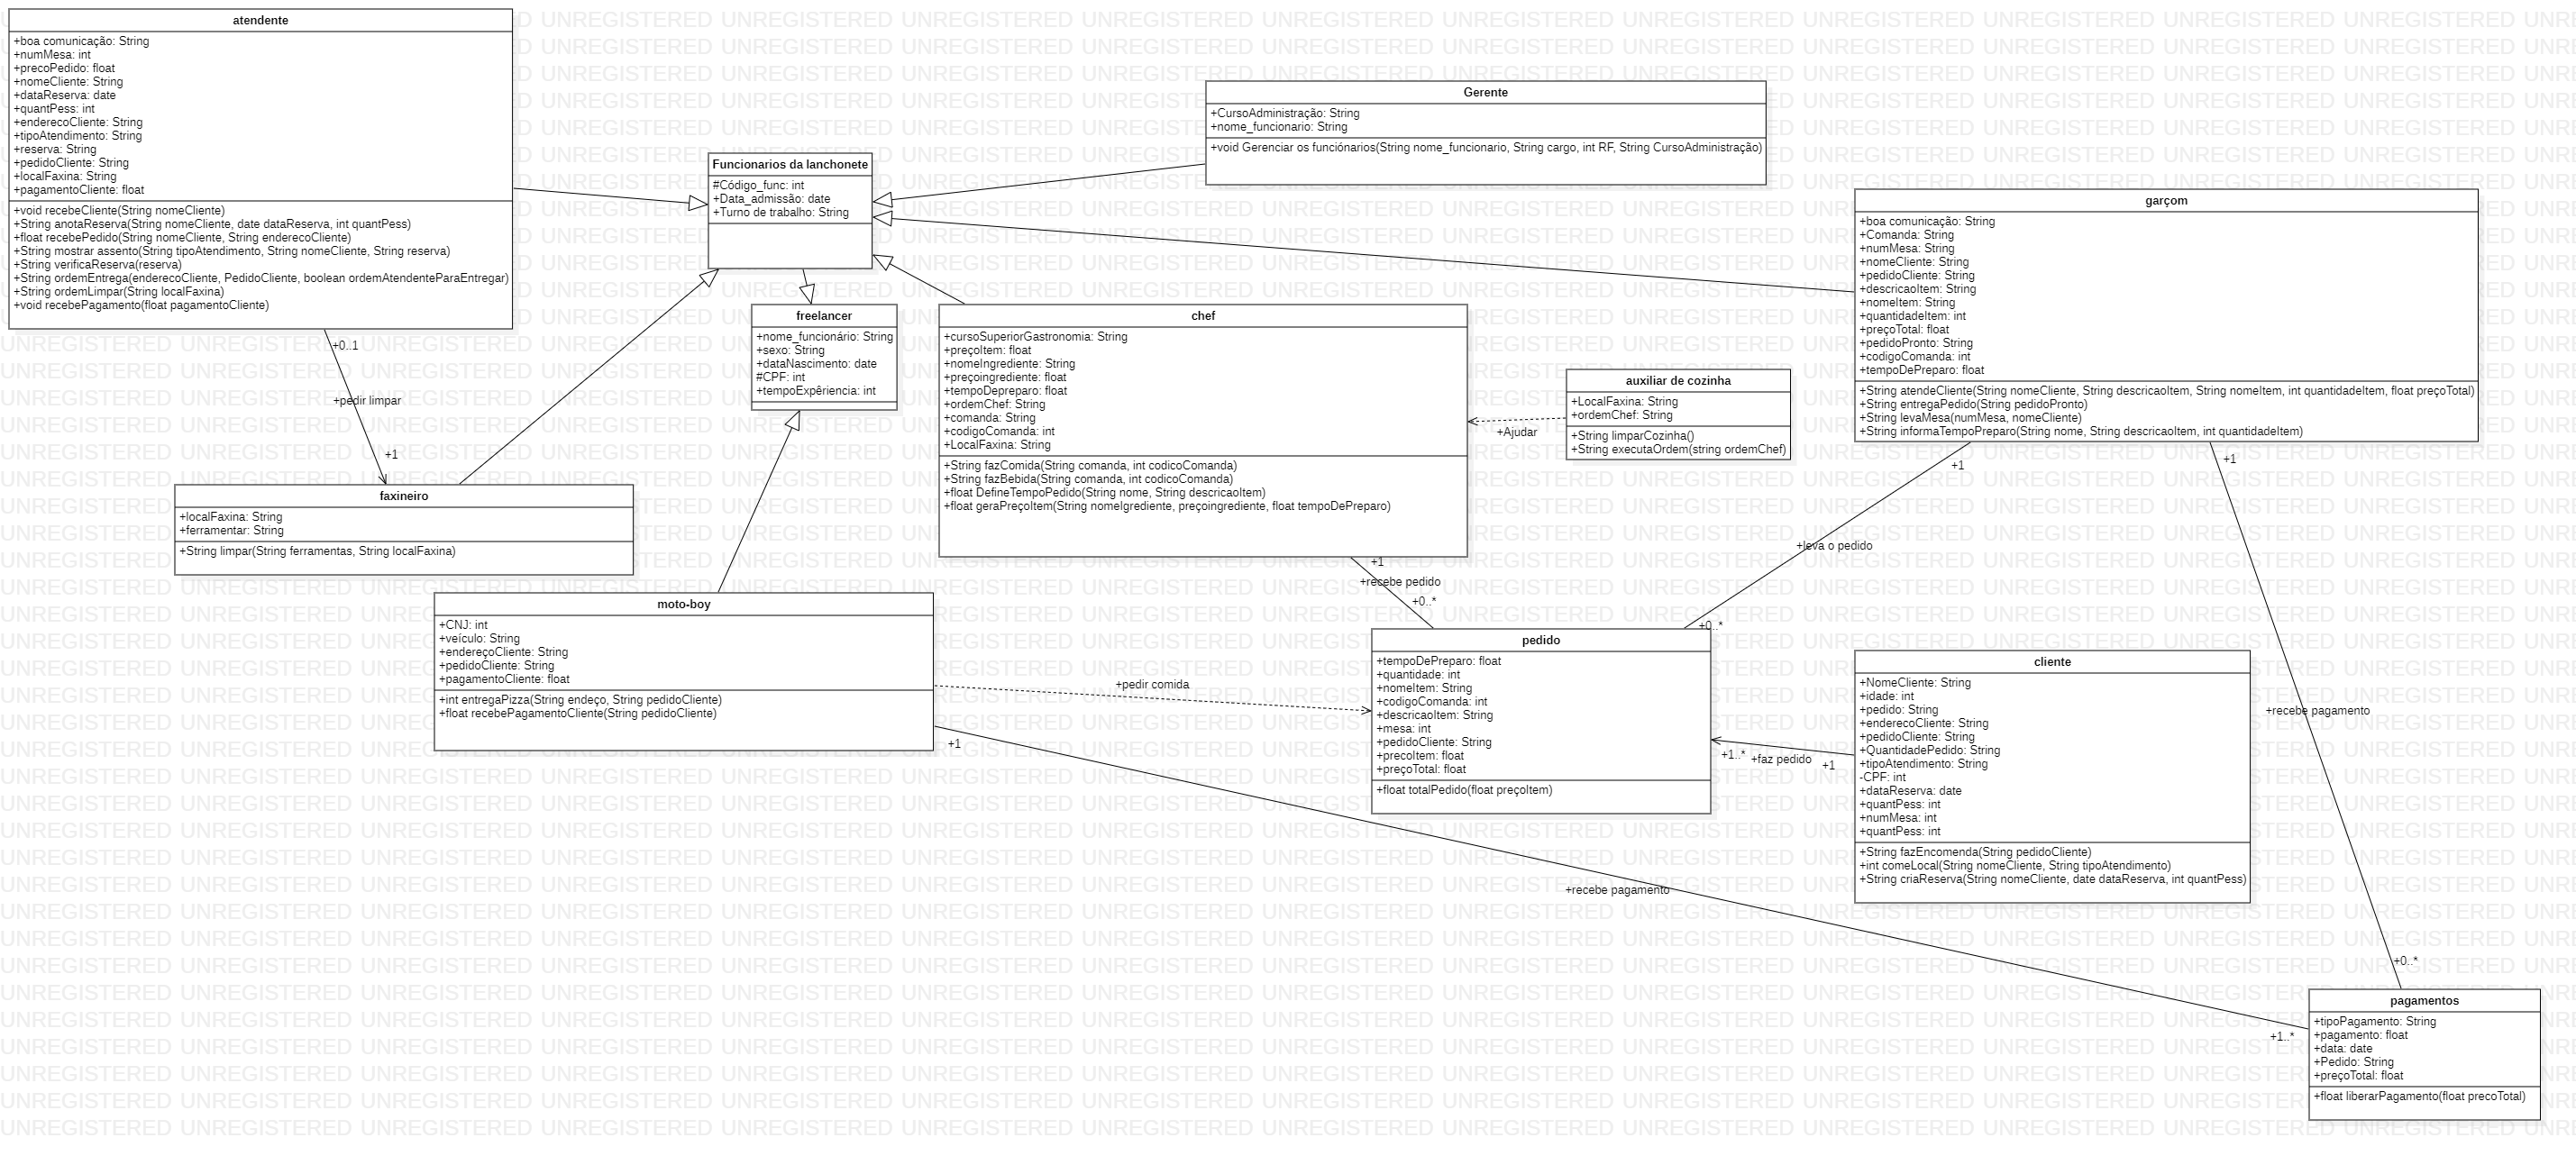 atendente
+boa comunicação: String
+numMesa: int
+precoPedido: float
+nomeCliente: String
+dataReserva: date
+quantPess: int
+enderecoCliente: String
+tipoAtendimento: String
+reserva: String
+pedidoCliente: String
+localFaxina: String
+pagamentoCliente: float
+void recebeCliente(String nomeCliente)
+String anotaReserva(String nomeCliente, date dataReserva, int quantPess)
+float recebePedido(String nomeCliente, String enderecoCliente)
+String mostrar assento(String tipoAtendimento, String nomeCliente, String reserva)
+String verificaReserva(reserva)
+String ordemEntrega(enderecoCliente, PedidoCliente, boolean ordemAtendenteParaEntregar)
+String ordemLimpar(String localFaxina)
+void recebePagamento(float pagamentoCliente)
Gerente
+CursoAdministração: String
+nome_funcionario: String
+void Gerenciar os funciónarios(String nome_funcionario, String cargo, int RF, String CursoAdministração)
Funcionarios da lanchonete
#Código_func: int
+Data_admissão: date
+Turno de trabalho: String
garçom
+boa comunicação: String
+Comanda: String
+numMesa: String
+nomeCliente: String
+pedidoCliente: String
+descricaoItem: String
+nomeItem: String
+quantidadeItem: int
+preçoTotal: float
+pedidoPronto: String
+codigoComanda: int
+tempoDePreparo: float
+String atendeCliente(String nomeCliente, String descricaoItem, String nomeItem, int quantidadeItem, float preçoTotal)
+String entregaPedido(String pedidoPronto)
+String levaMesa(numMesa, nomeCliente)
+String informaTempoPreparo(String nome, String descricaoItem, int quantidadeItem)
freelancer
+nome_funcionário: String
+sexo: String
+dataNascimento: date
#CPF: int
+tempoExpêriencia: int
chef
+cursoSuperiorGastronomia: String
+preçoItem: float
+nomeIngrediente: String
+preçoingrediente: float
+tempoDepreparo: float
+ordemChef: String
+comanda: String
+codigoComanda: int
+LocalFaxina: String
+String fazComida(String comanda, int codicoComanda)
+String fazBebida(String comanda, int codicoComanda)
+float DefineTempoPedido(String nome, String descricaoItem)
+float geraPreçoItem(String nomeIgrediente, preçoingrediente, float tempoDePreparo)
auxiliar de cozinha
+LocalFaxina: String
+ordemChef: String
+String limparCozinha()
+String executaOrdem(string ordemChef)
+Ajudar
+0..1
+pedir limpar
+1
faxineiro
+localFaxina: String
+ferramentar: String
+String limpar(String ferramentas, String localFaxina)
+1
+recebe pedido
+0..*
+1
+leva o pedido
+0..*
+1
+recebe pagamento
+0..*
moto-boy
+CNJ: int
+veículo: String
+endereçoCliente: String
+pedidoCliente: String
+pagamentoCliente: float
+int entregaPizza(String endeço, String pedidoCliente)
+float recebePagamentoCliente(String pedidoCliente)
+pedir comida
+1
+recebe pagamento
+1..*
pedido
+tempoDePreparo: float
+quantidade: int
+nomeItem: String
+codigoComanda: int
+descricaoItem: String
+mesa: int
+pedidoCliente: String
+precoItem: float
+preçoTotal: float
+float totalPedido(float preçoItem)
+1..*
+faz pedido
+1
cliente
+NomeCliente: String
+idade: int
+pedido: String
+enderecoCliente: String
+pedidoCliente: String
+QuantidadePedido: String
+tipoAtendimento: String
-CPF: int
+dataReserva: date
+quantPess: int
+numMesa: int
+quantPess: int
+String fazEncomenda(String pedidoCliente)
+int comeLocal(String nomeCliente, String tipoAtendimento)
+String criaReserva(String nomeCliente, date dataReserva, int quantPess)
pagamentos
+tipoPagamento: String
+pagamento: float
+data: date
+Pedido: String
+preçoTotal: float
+float liberarPagamento(float precoTotal)
UNREGISTERED